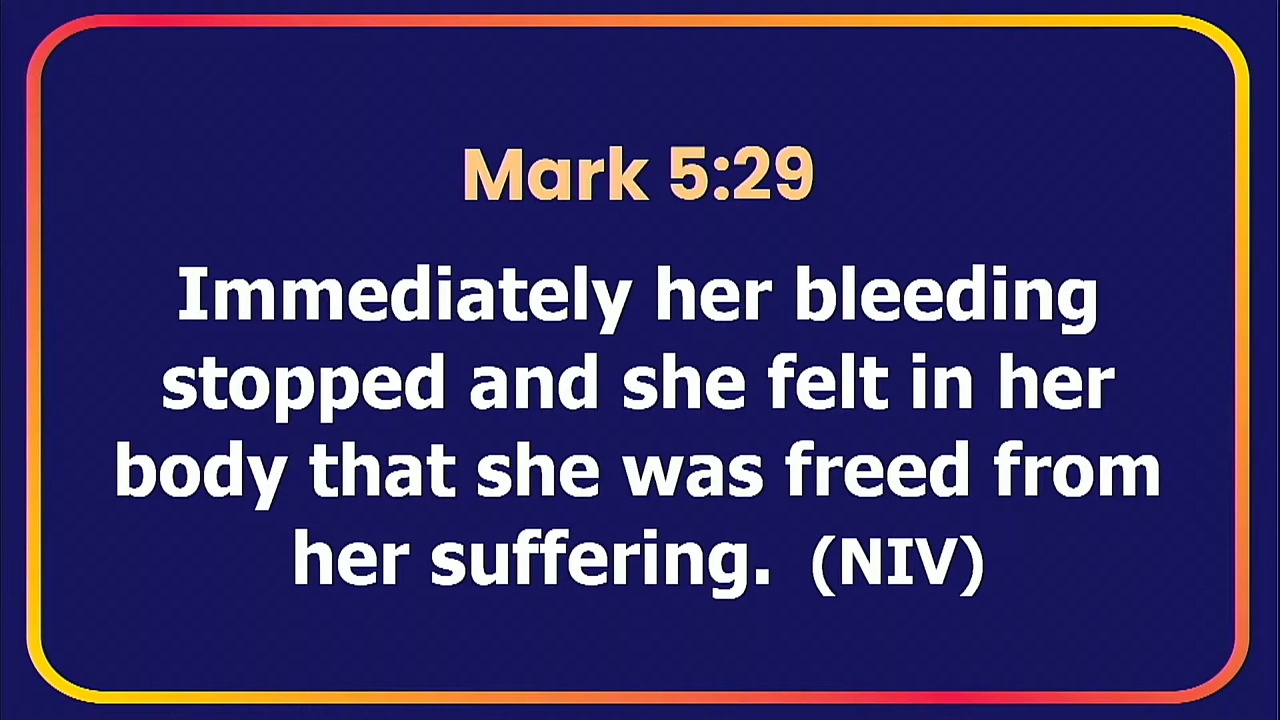 Mark 5:29
Immediately her bleeding
stopped and she felt in her
body that she was freed from
her suffering. (NIV)